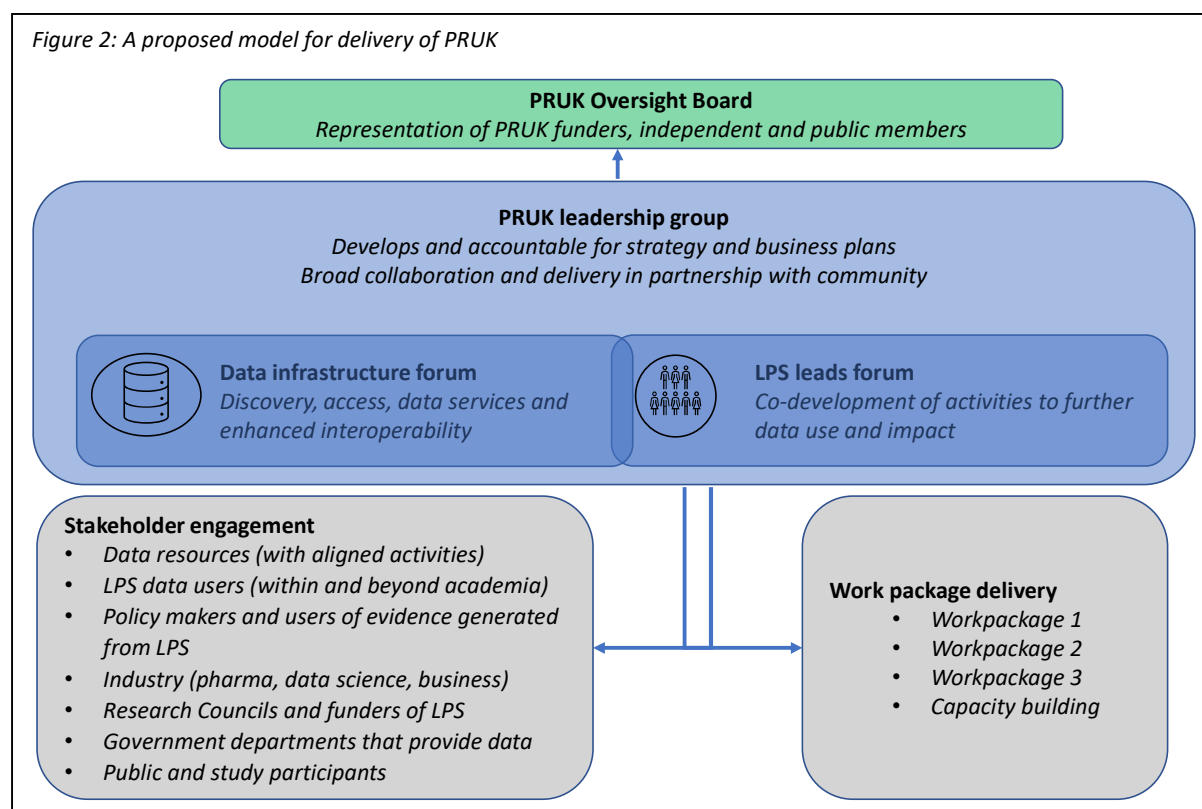 Figure 2: A proposed model for delivery of PRUK
PRUK Oversight Board
Representation of PRUK funders, independent and public members
PRUK leadership group
Develops and accountable for strategy and business plans
Broad collaboration and delivery in partnership with community
Data infrastructure forum
Discovery, access, data services and
enhanced interoperability
LPS leads forum
Co-development of activities to further
data use and impact
Stakeholder engagement
• Data resources (with aligned activities)
• LPS data users (within and beyond academia)
• Policy makers and users of evidence generated
from LPS
• Industry (pharma, data science, business)
• Research Councils and funders of LPS
• Government departments that provide data
• Public and study participants
Work package delivery
• Workpackage 1
• Workpackage 2
• Workpackage 3
• Capacity building